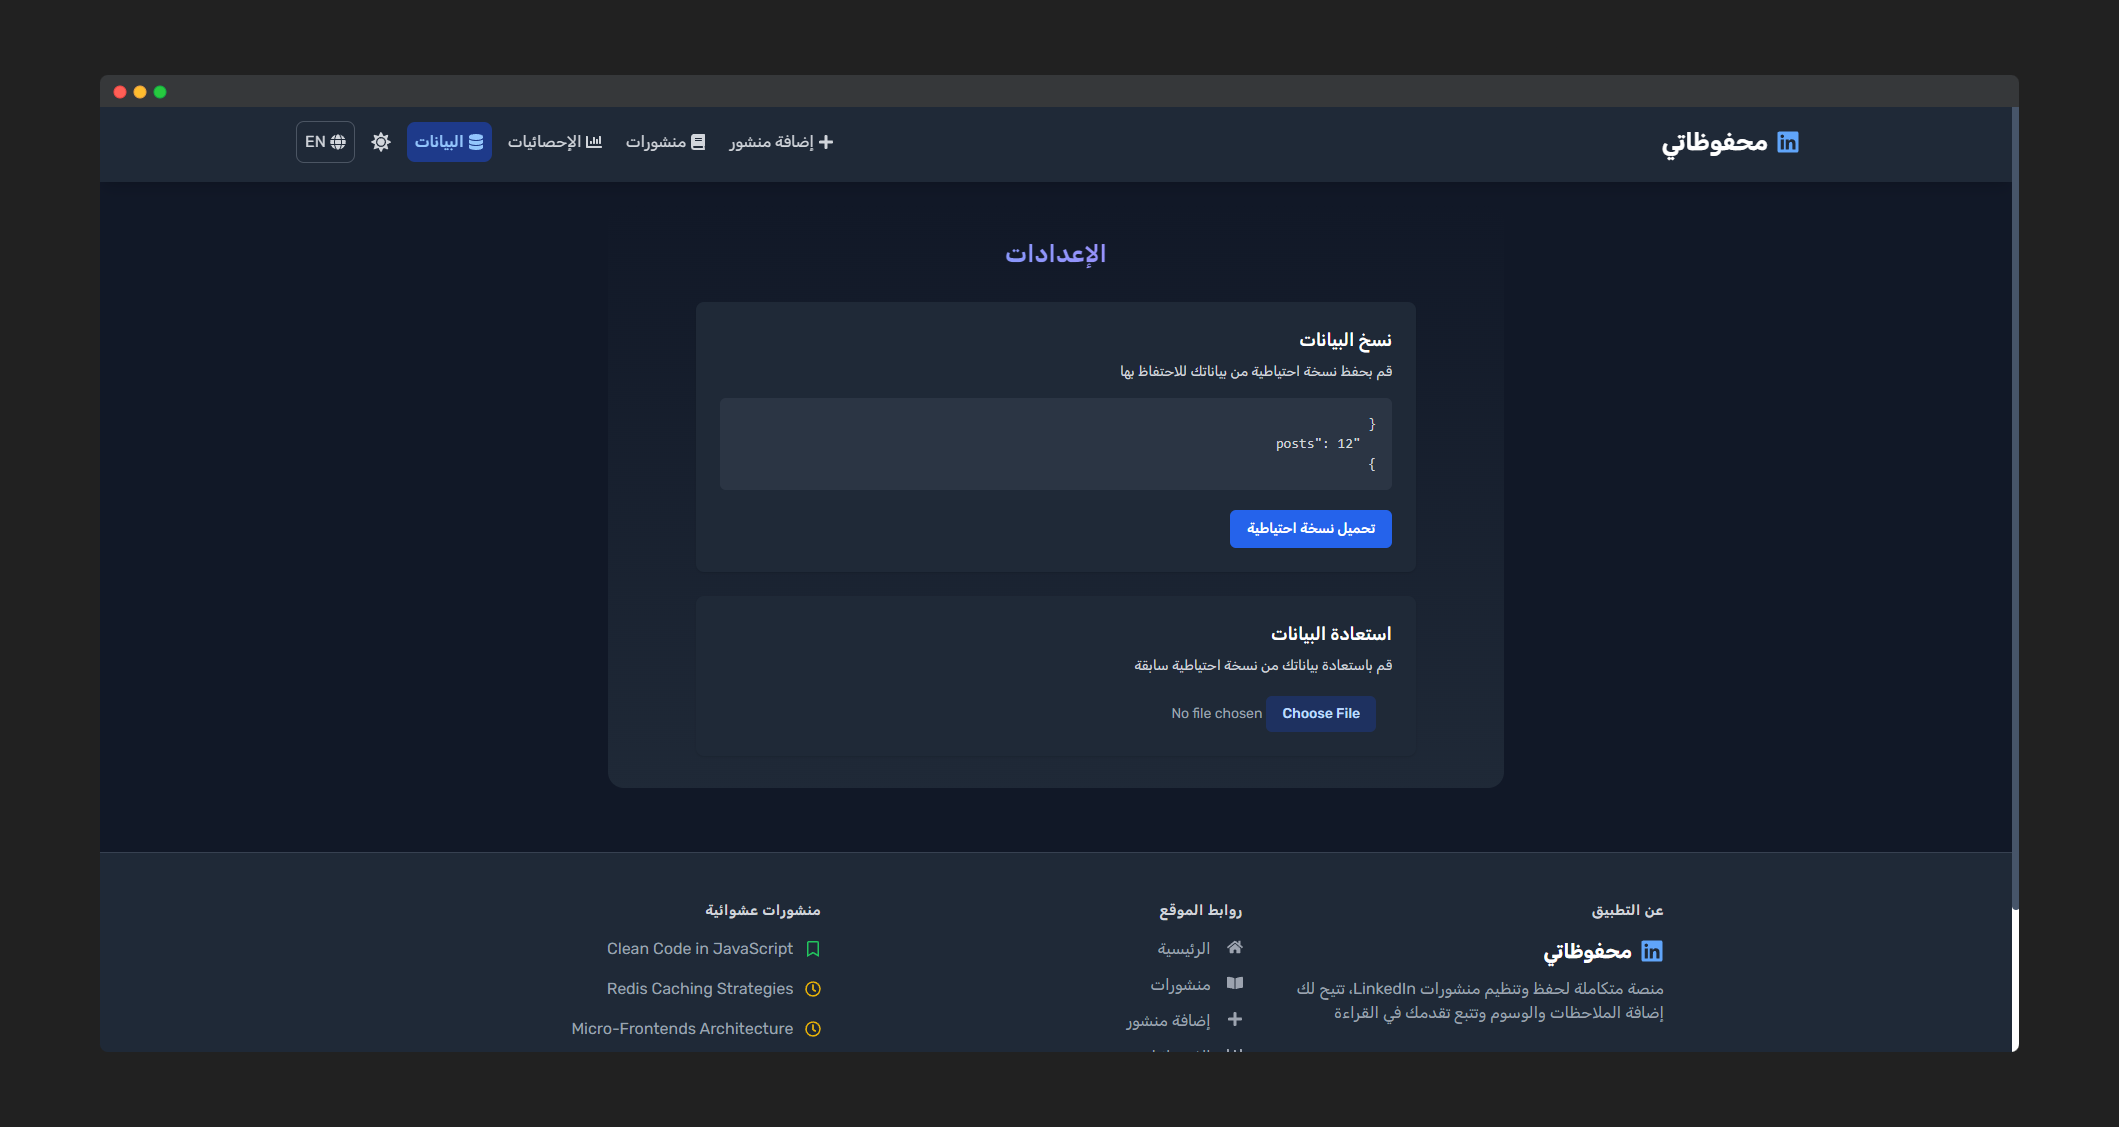 محفوظاتي
إضافة منشور
منشورات
الإحصائيات
البيانات
EN
الإعدادات
نسخ البيانات
قم بحفظ نسخة احتياطية من بياناتك للاحتفاظ بها
{
"posts": 12
}
تحميل نسخة احتياطية
استعادة البيانات
قم باستعادة بياناتك من نسخة احتياطية سابقة
Choose File No file chosen
عن التطبيق
محفوظاتي
منصة متكاملة لحفظ وتنظيم منشورات LinkedIn، تتيح لك
إضافة الملاحظات والوسوم وتتبع تقدمك في القراءة
روابط الموقع
الرئيسية
منشورات
إضافة منشور
منشورات عشوائية
Clean Code in JavaScript
Redis Caching Strategies
Micro-Frontends Architecture